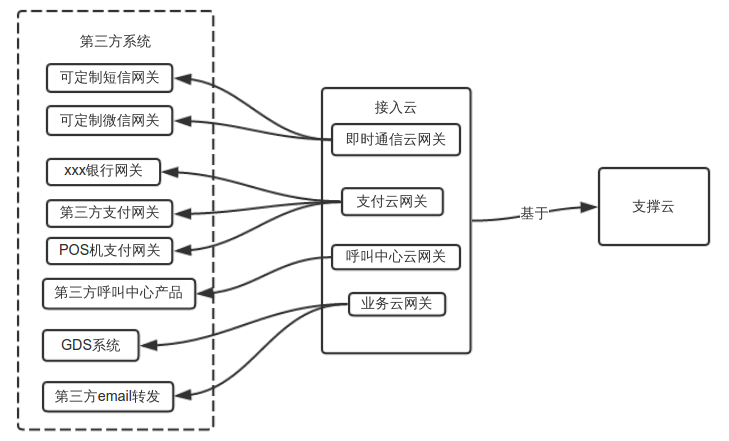 第三方系统
可定制短信网关
可定制微信网关
xxx银行网关
第三方支付网关
POS机支付网关
第三方呼叫中心产品
GDS系统
第三方email转发
接入云
即时通信云网关
支付云网关
呼叫中心云网关
业务云网关
基于
支撑云